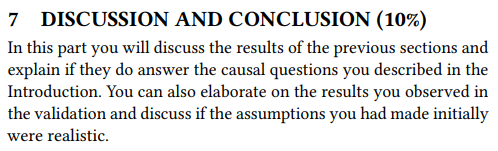 7 DISCUSSION AND CONCLUSION (10%)
In this part you will discuss the results of the previous sections and
explain if they do answer the causal questions you described in the
Introduction. You can also elaborate on the results you observed in
the validation and discuss if the assumptions you had made initially
were realistic.